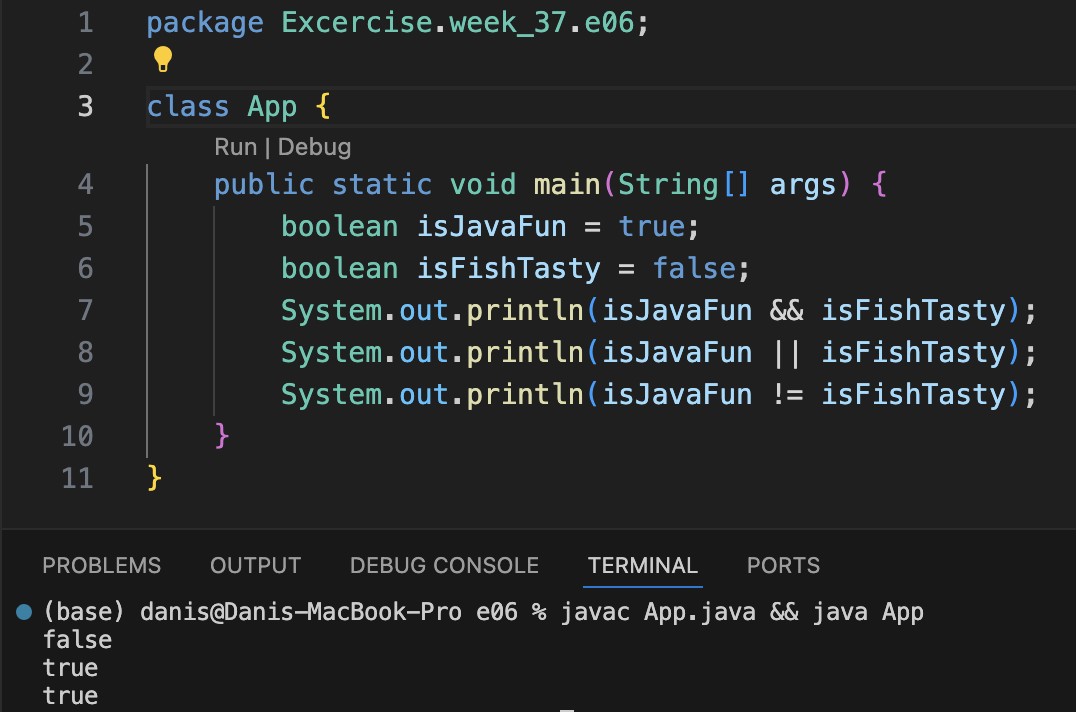 1 package Excercise.week_37.e06;
2
3 class App {
Run | Debug
4 public static void main(String[] args) {
5 boolean isJavaFun = true;
6 boolean isFishTasty = false;
7 System.out.println(isJavaFun && isFishTasty);
8 System.out.println(isJavaFun || isFishTasty);
9 System.out.println(isJavaFun != isFishTasty);
10 }
11 }
PROBLEMS OUTPUT DEBUG CONSOLE TERMINAL PORTS
(base) danis@Danis-MacBook-Pro e06 % javac App.java && java App
false
true
true